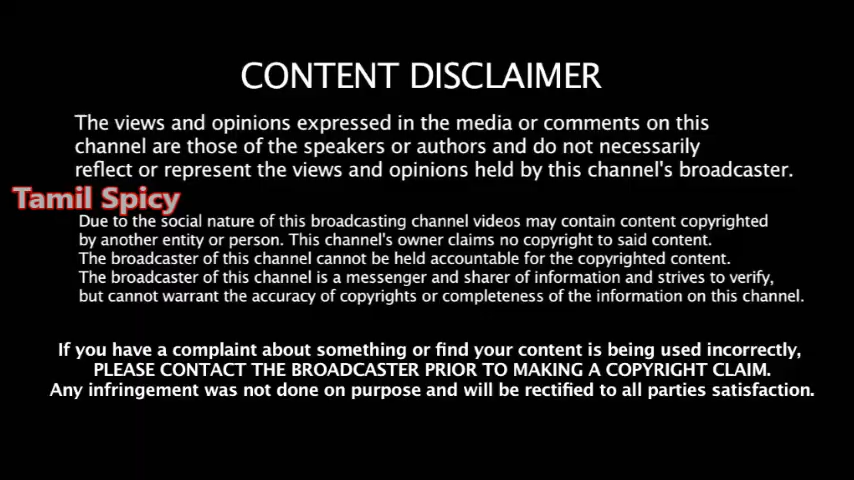 CONTENT DISCLAIMER
The views and opinions expressed in the media or comments on this
channel are those of the speakers or authors and do not necessarily
reflect or represent the views and opinions held by this channel's broadcaster.
Tamil Spicy
Due to the social nature of this broadcasting channel videos may contain content copyrighted
by another entity or person. This channel's owner claims no copyright to said content.
The broadcaster of this channel cannot be held accountable for the copyrighted content.
The broadcaster of this channel is a messenger and sharer of information and strives to verify,
but cannot warrant the accuracy of copyrights or completeness of the information on this channel.
If you have a complaint about something or find your content is being used incorrectly,
PLEASE CONTACT THE BROADCASTER PRIOR TO MAKING A COPYRIGHT CLAIM.
Any infringement was not done on purpose and will be rectified to all parties satisfaction.